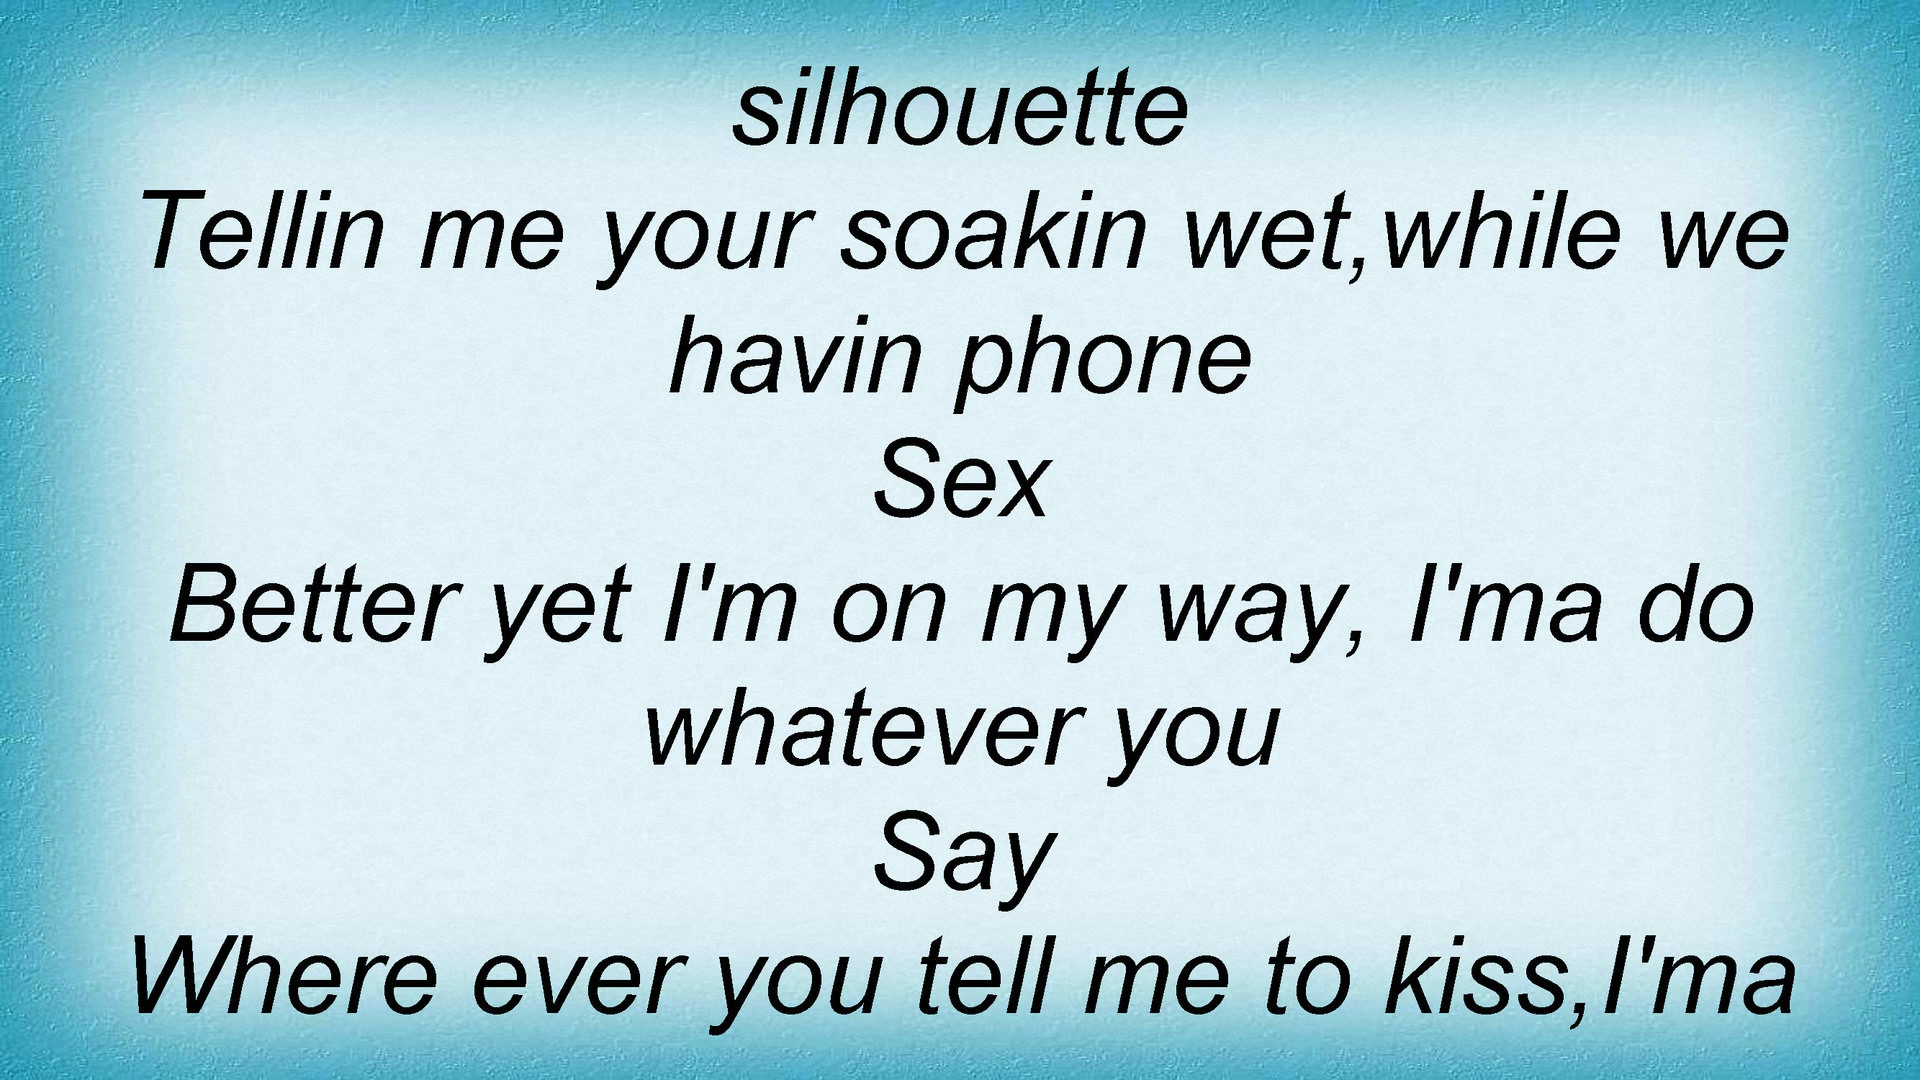 silhouette
Tellin me your soakin wet,while we
havin phone
Sex
Better yet I'm on my way, I'ma do
whatever you
Say
Where ever you tell me to kiss,I'ma